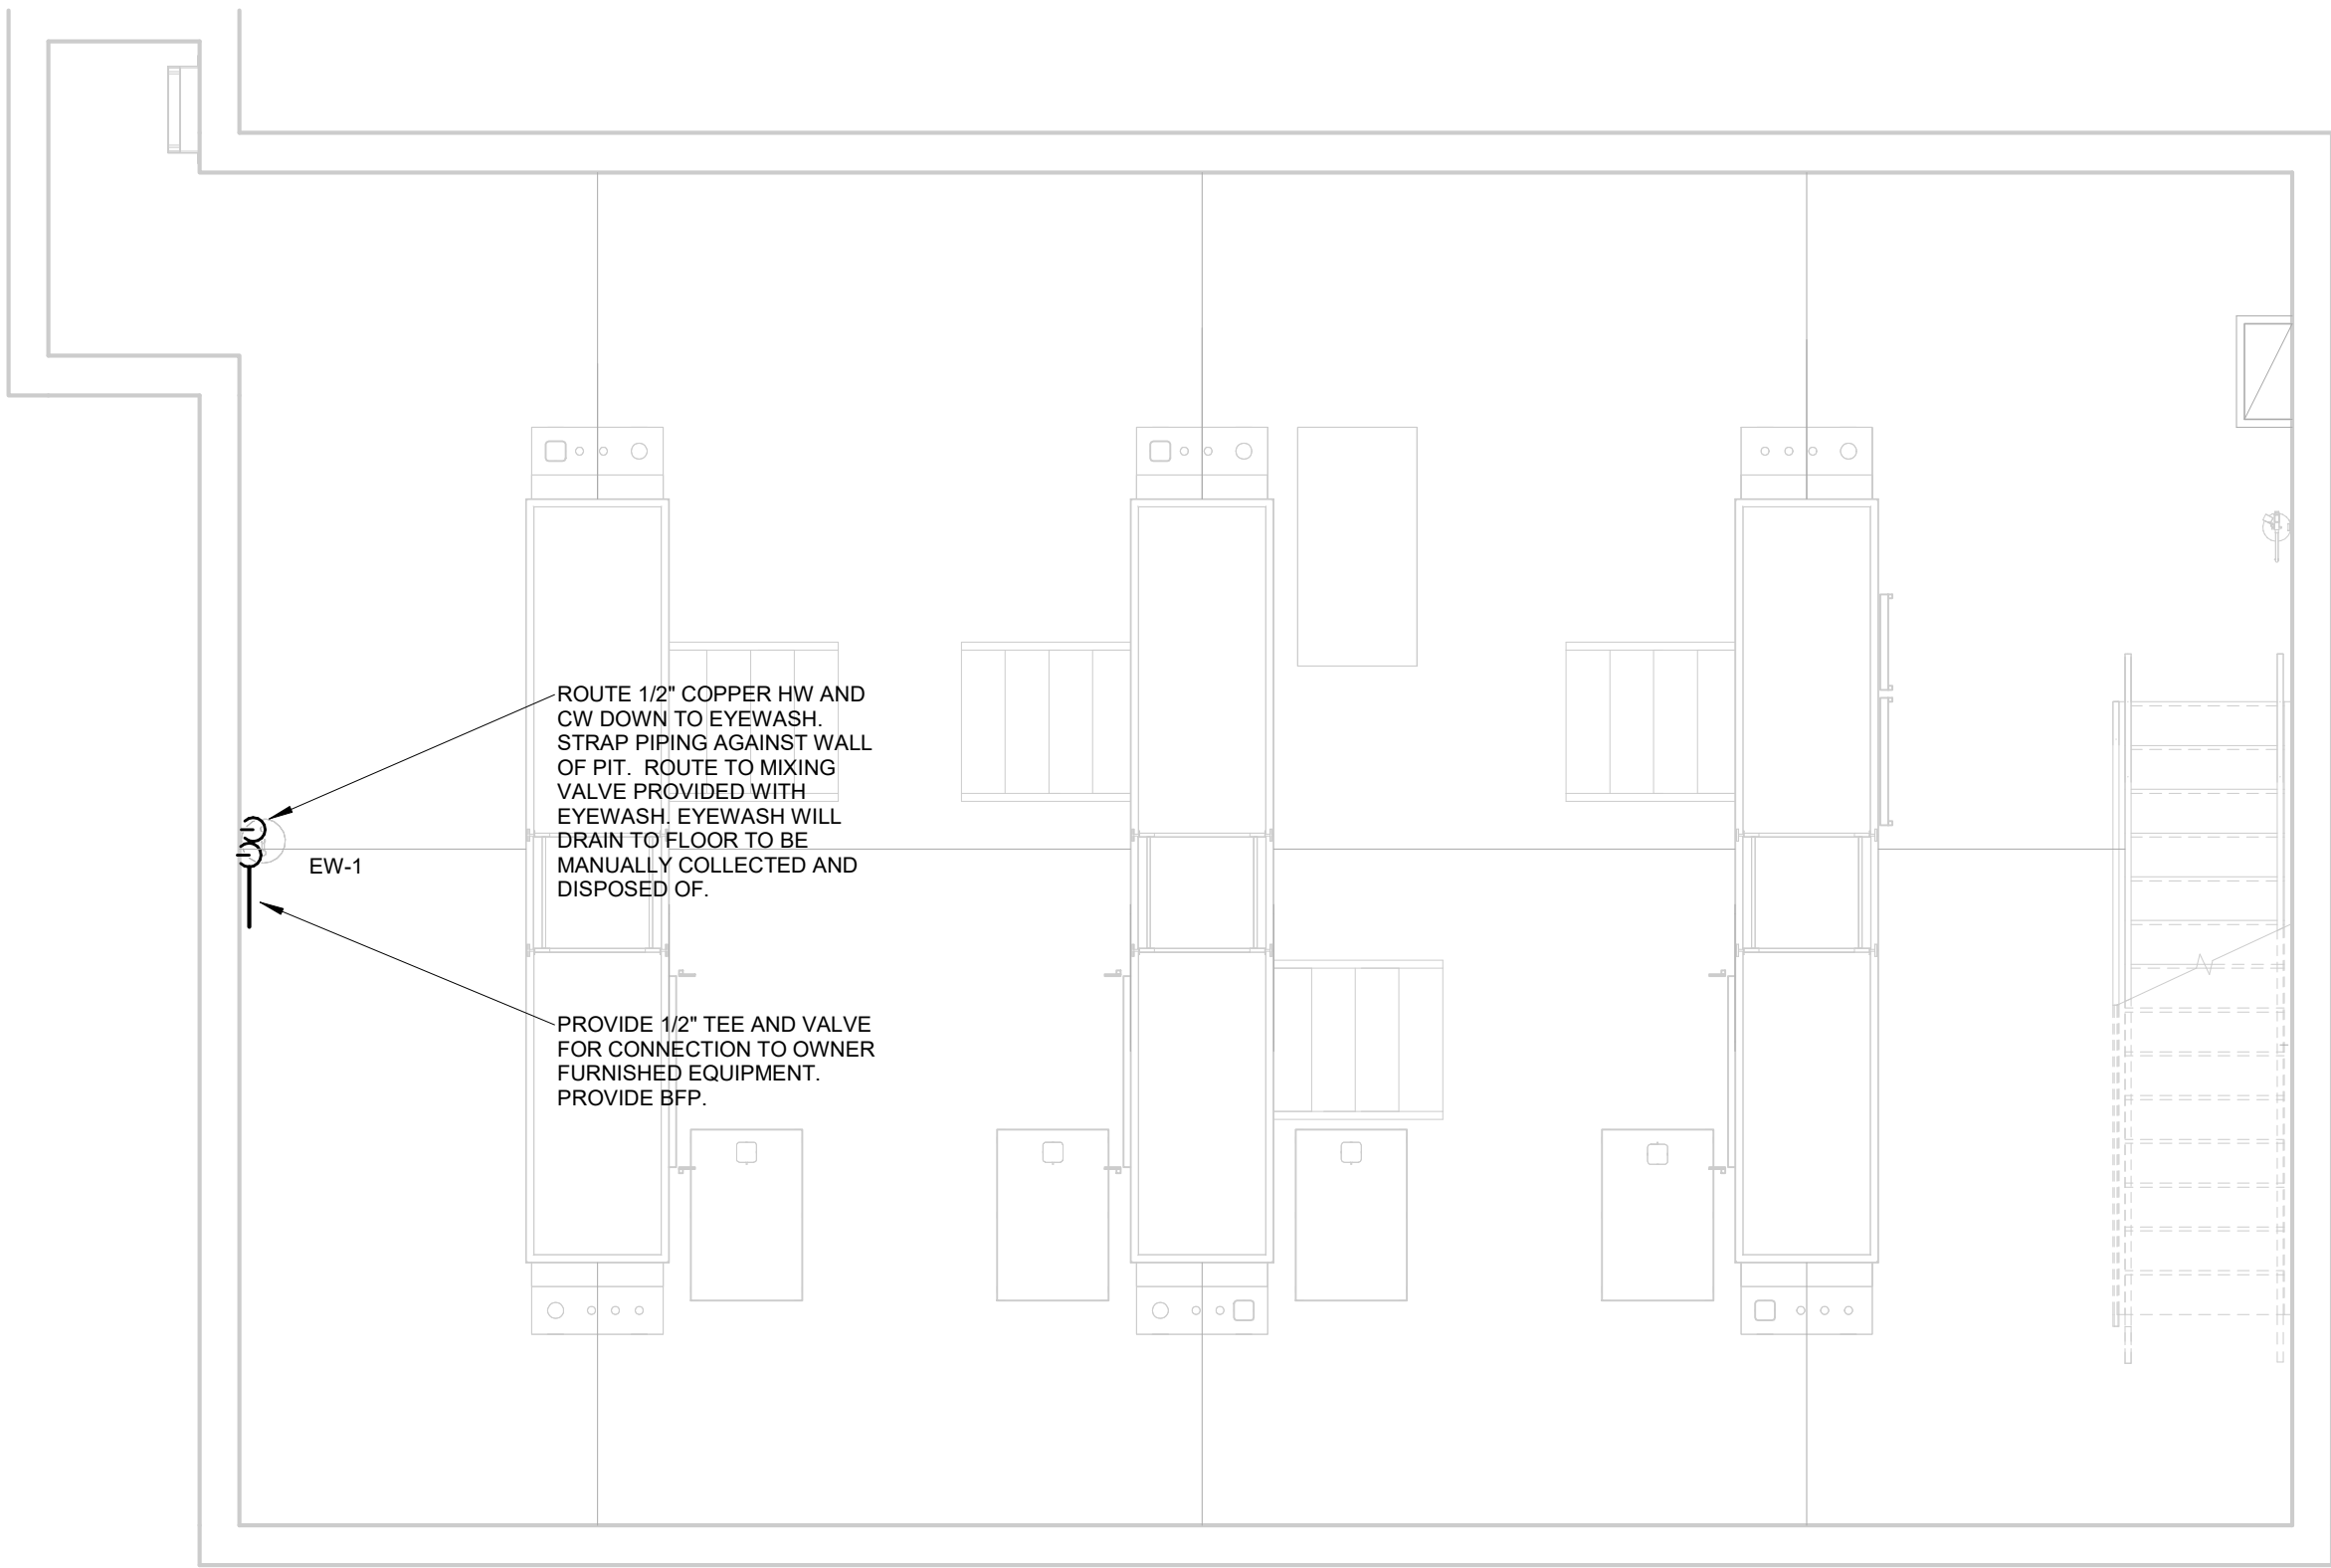 ROUTE 1/2" COPPER HW AND
CW DOWN TO EYEWASH.
STRAP PIPING AGAINST WALL
OF PIT. ROUTE TO MIXING
VALVE PROVIDED WITH
EYEWASH. EYEWASH WILL
DRAIN TO FLOOR TO BE
MANUALLY COLLECTED AND
DISPOSED OF.
EW-1
PROVIDE 1/2" TEE AND VALVE
FOR CONNECTION TO OWNER
FURNISHED EQUIPMENT.
PROVIDE BFP.